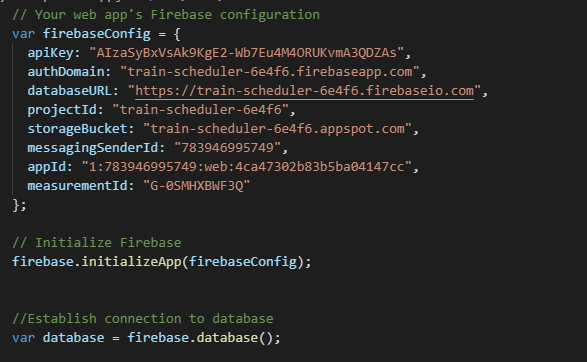 // Your web app's Firebase configuration
var firebaseConfig = {
apiKey: "AIzaSyBxVsAk9KgE2-Wb7Eu4M4ORUKvmA3QDZAs",
authDomain: "train-scheduler-6e4f6.firebaseapp.com",
databaseURL: "https://train-scheduler-6e4f6.firebaseio.com",
projectId: "train-scheduler-6e4f6",
storageBucket: "train-scheduler-6e4f6.appspot.com",
messagingSenderId: "783946995749",
appId: "1:783946995749:web:4ca47302b83b5ba04147cc",
measurementId: "G-0SMHXBWF3Q"
};
// Initialize Firebase
firebase.initializeApp(firebaseConfig);
//Establish connection to database
var database = firebase.database();